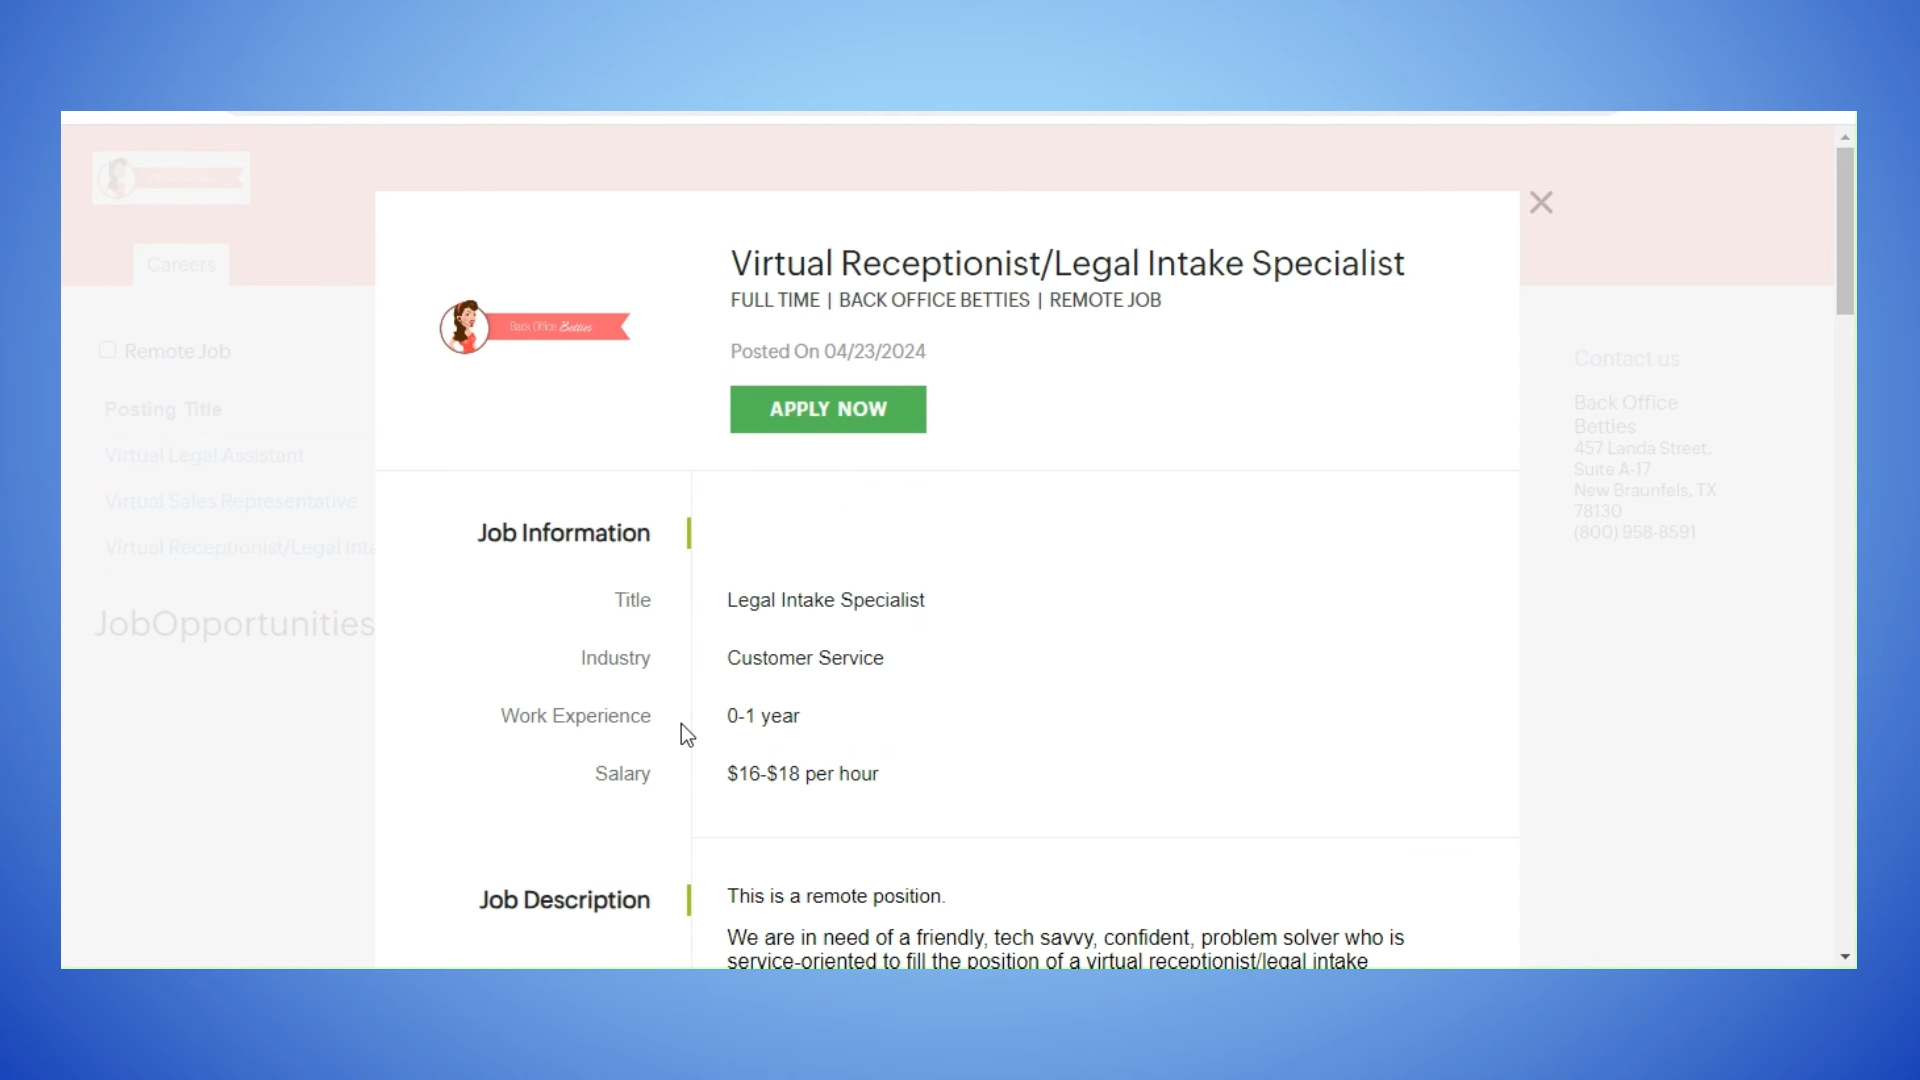 Careers
Remote Job
Posting Title
Virtual Legal Assistant
Virtual Sales Representative
Virtual Receptionist/Legal Inta
JobOpportunities
Back Office Betties
Virtual Receptionist/Legal Intake Specialist
FULL TIME | BACK OFFICE BETTIES | REMOTE JOB
Posted On 04/23/2024
APPLY NOW
Job Information
Title Legal Intake Specialist
Industry Customer Service
Work Experience 0-1 year
Salary $16-$18 per hour
Job Description
This is a remote position.
We are in need of a friendly, tech savvy, confident, problem solver who is
service-oriented to fill the position of a virtual receptionist/legal intake
Contact us
Back Office
Betties
457 Landa Street,
Suite A-17
New Braunfels, TX
78130
(800) 958-8591